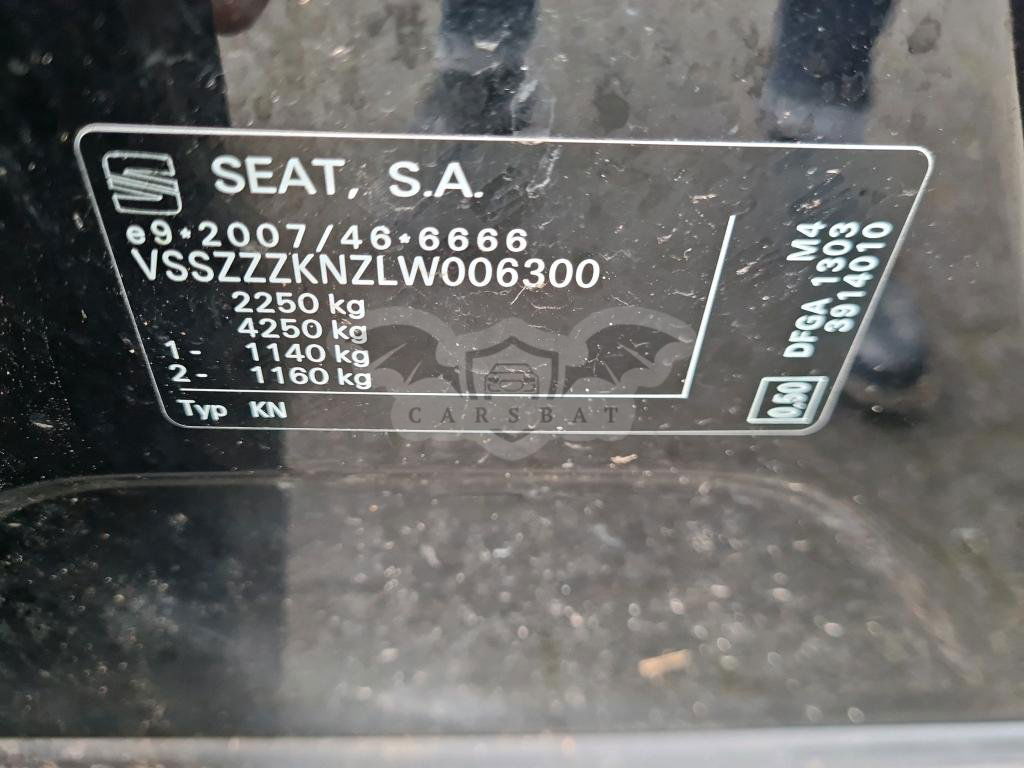 SEAT, S.A.
e9*2007/46*6666
VSSZZZKNZLW006300
2250 kg
4250 kg
1- 1140 kg
2- 1160 kg
Typ KN
M4
DFGA 1303
3914010
0.50
CARSBAT